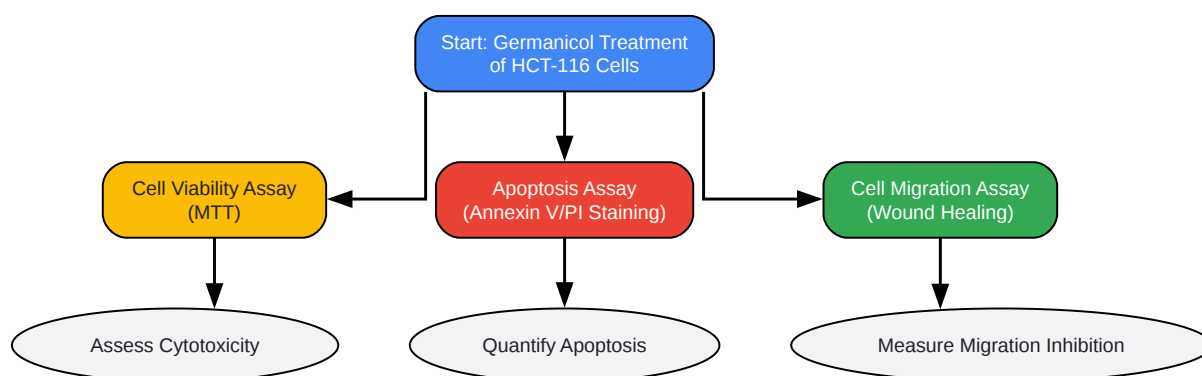 Start: Germanicol Treatment
of HCT-116 Cells
Cell Viability Assay
(MTT)
Apoptosis Assay
(Annexin V/PI Staining)
Cell Migration Assay
(Wound Healing)
Assess Cytotoxicity
Quantify Apoptosis
Measure Migration Inhibition